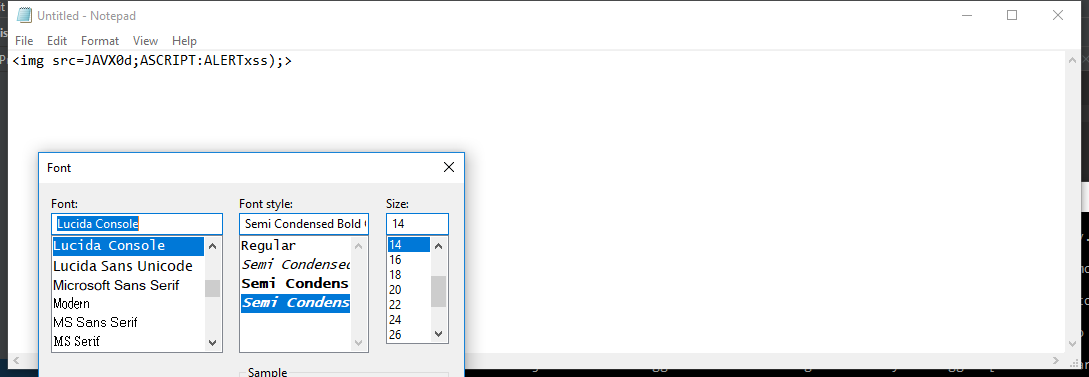 Untitled - Notepad
File Edit Format View Help
<img src=JAVX0d;ASCRIPT:ALERTxss);>
Font
Font: Font style: Size:
Lucida Console Semi Condensed Bold 14
Lucida Console Regular 14
Lucida Sans Unicode Semi Condensed 16
Microsoft Sans Serif Semi Condens 18
Modern Semi Condens 20
MS Sans Serif 22
MS Serif 24
26
Sample